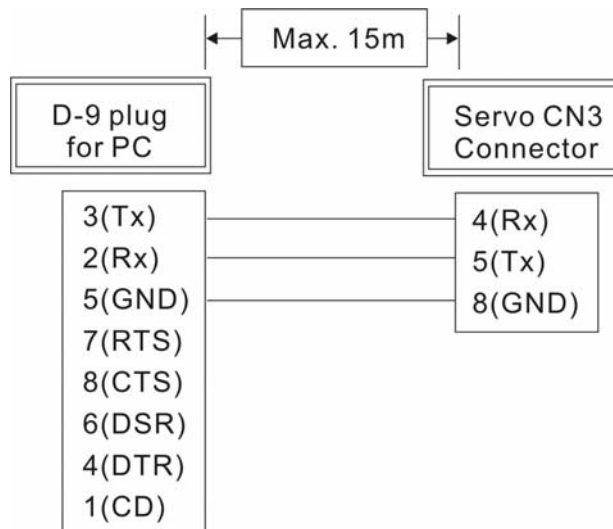 Max. 15m
D-9 plug
for PC
Servo CN3
Connector
3(Tx)
2(Rx)
5(GND)
7(RTS)
8(CTS)
6(DSR)
4(DTR)
1(CD)
4(Rx)
5(Tx)
8(GND)